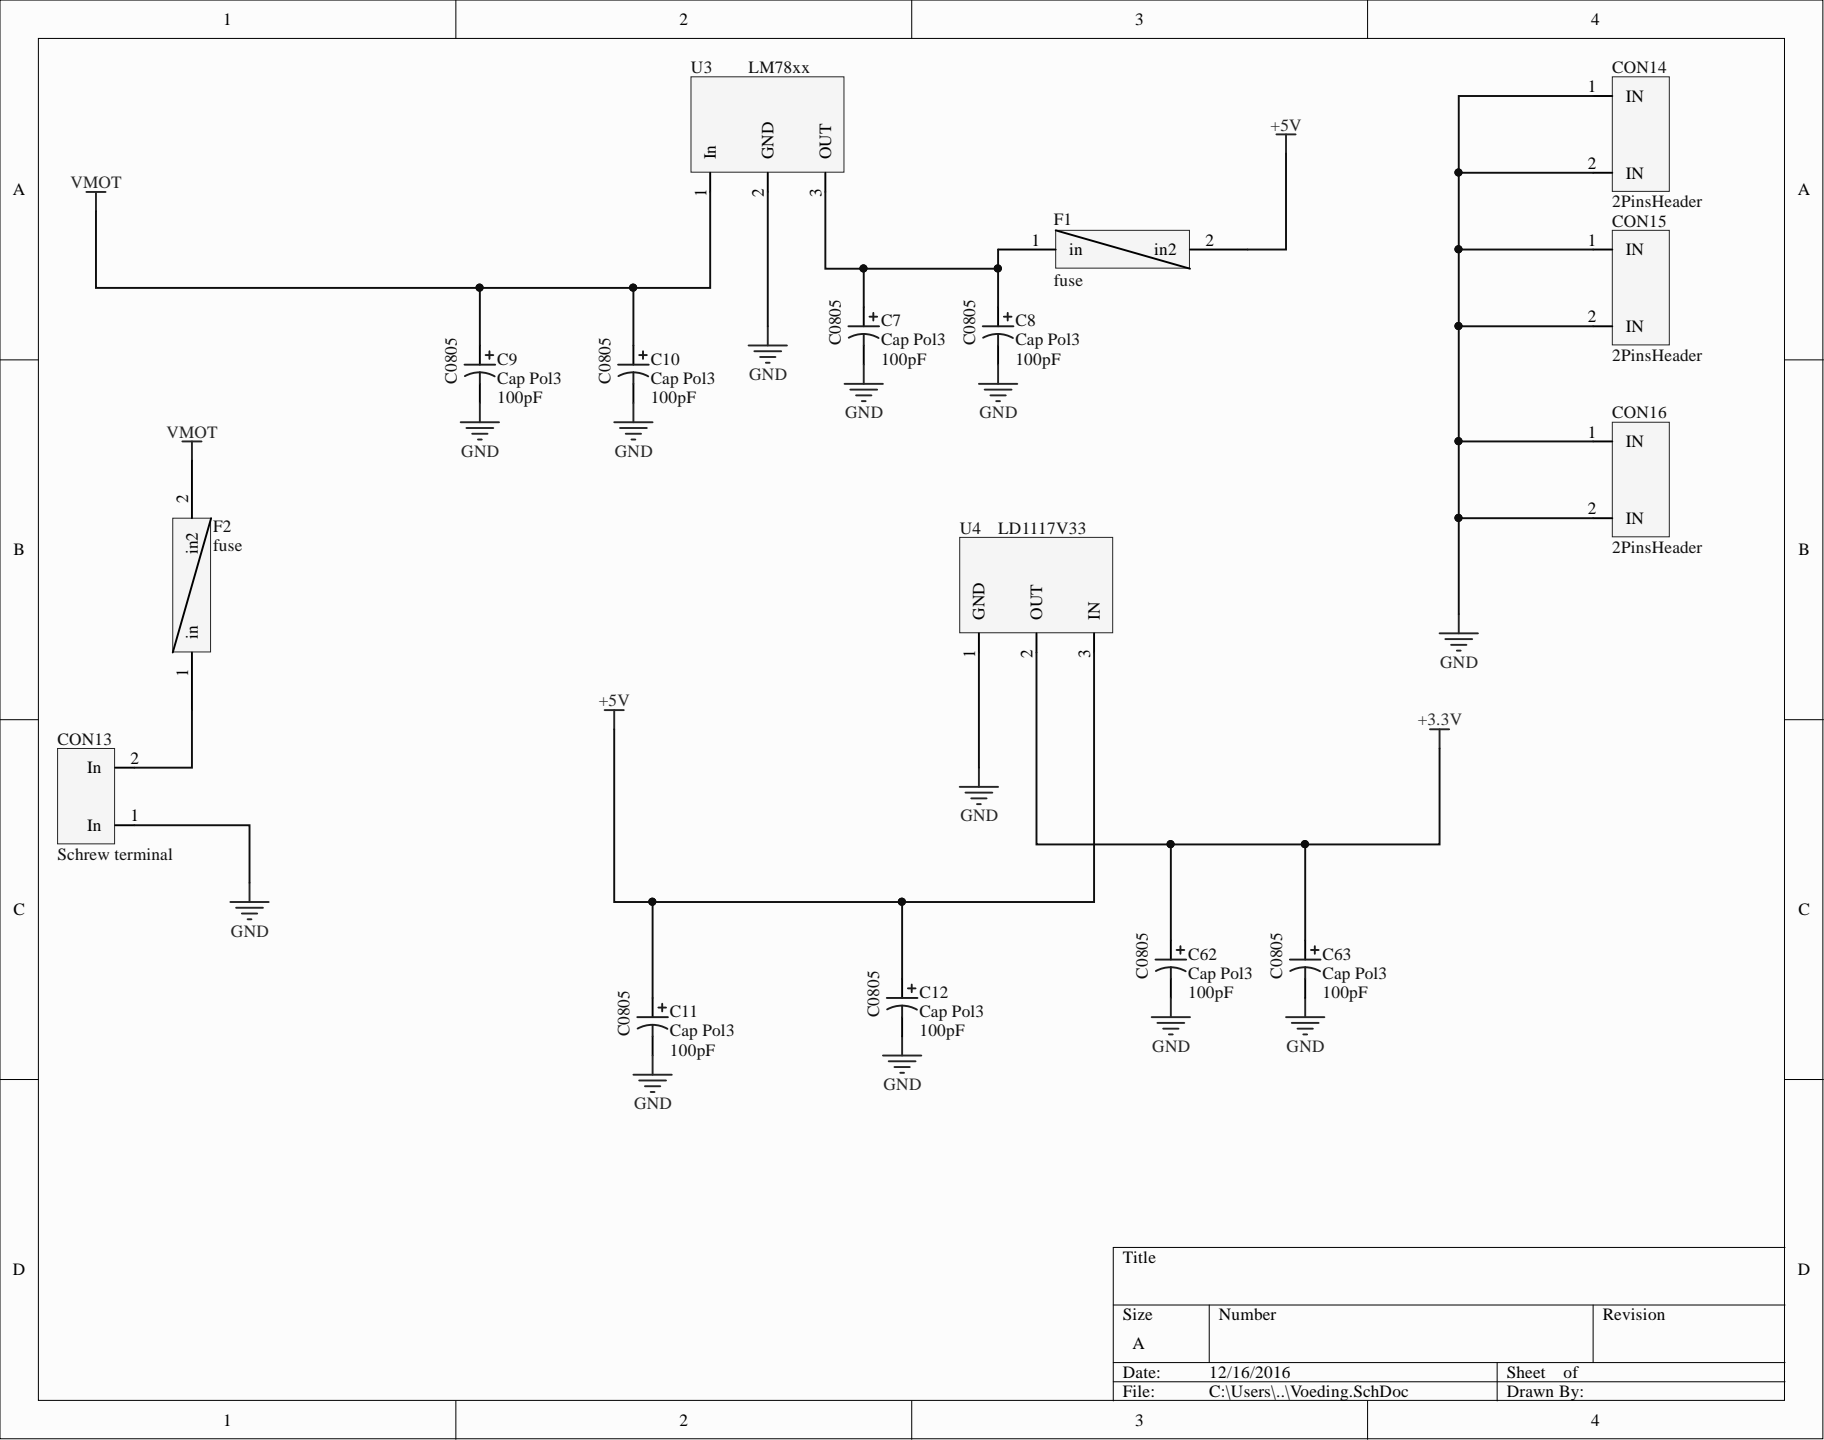 1
2
3
4
A
A
U3
LM78xx
In
GND
OUT
1
2
3
VMOT
+5V
F1
1
in
in2
2
fuse
C0805
C7
Cap Pol3
100pF
GND
C0805
C8
Cap Pol3
100pF
GND
C0805
C9
Cap Pol3
100pF
GND
C0805
C10
Cap Pol3
100pF
GND
GND
CON14
1
IN
2
IN
2PinsHeader
CON15
1
IN
2
IN
2PinsHeader
CON16
1
IN
2
IN
2PinsHeader
GND
B
B
VMOT
2
F2
fuse
in2
in
1
CON13
In
2
In
1
Schrew terminal
GND
U4
LD1117V33
GND
OUT
IN
1
2
3
GND
+5V
+3.3V
C
C
C0805
C11
Cap Pol3
100pF
GND
C0805
C12
Cap Pol3
100pF
GND
C0805
C62
Cap Pol3
100pF
GND
C0805
C63
Cap Pol3
100pF
GND
D
D
Title
Size
Number
Revision
A
Date:
12/16/2016
Sheet of
File:
C:\Users\..\Voeding.SchDoc
Drawn By:
1
2
3
4